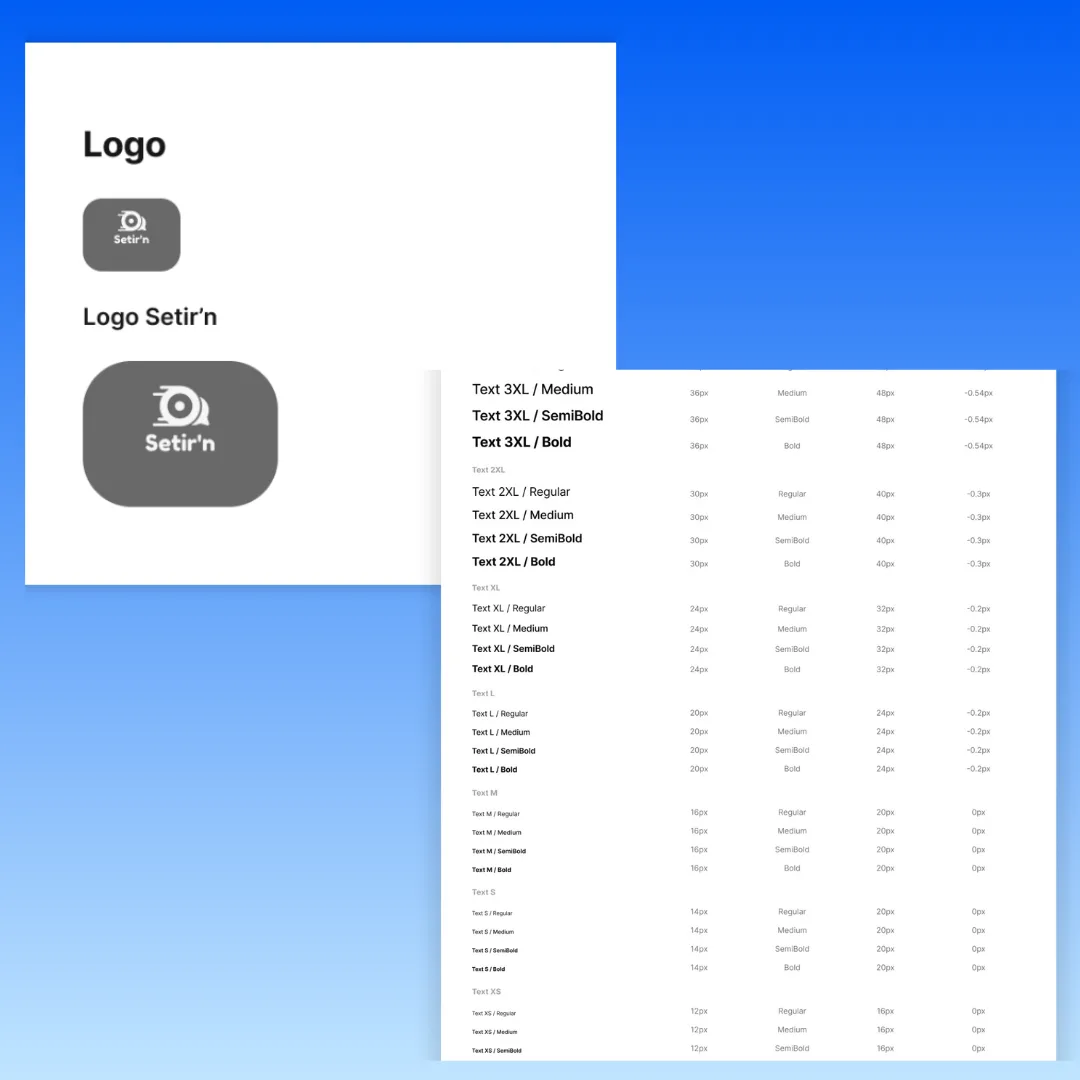 Logo
Setir'n
Logo Setir’n
Setir'n
Text 3XL / Medium 36px Medium 48px -0.54px
Text 3XL / SemiBold 36px SemiBold 48px -0.54px
Text 3XL / Bold 36px Bold 48px -0.54px
Text 2XL
Text 2XL / Regular 30px Regular 40px -0.3px
Text 2XL / Medium 30px Medium 40px -0.3px
Text 2XL / SemiBold 30px SemiBold 40px -0.3px
Text 2XL / Bold 30px Bold 40px -0.3px
Text XL
Text XL / Regular 24px Regular 32px -0.2px
Text XL / Medium 24px Medium 32px -0.2px
Text XL / SemiBold 24px SemiBold 32px -0.2px
Text XL / Bold 24px Bold 32px -0.2px
Text L
Text L / Regular 20px Regular 24px -0.2px
Text L / Medium 20px Medium 24px -0.2px
Text L / SemiBold 20px SemiBold 24px -0.2px
Text L / Bold 20px Bold 24px -0.2px
Text M
Text M / Regular 16px Regular 20px 0px
Text M / Medium 16px Medium 20px 0px
Text M / SemiBold 16px SemiBold 20px 0px
Text M / Bold 16px Bold 20px 0px
Text S
Text S / Regular 14px Regular 20px 0px
Text S / Medium 14px Medium 20px 0px
Text S / SemiBold 14px SemiBold 20px 0px
Text S / Bold 14px Bold 20px 0px
Text XS
Text XS / Regular 12px Regular 16px 0px
Text XS / Medium 12px Medium 16px 0px
Text XS / SemiBold 12px SemiBold 16px 0px